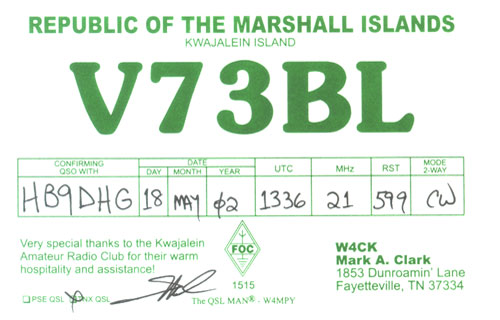 REPUBLIC OF THE MARSHALL ISLANDS
KWAJALEIN ISLAND
V73BL
CONFIRMING QSO WITH DATE DAY MONTH YEAR UTC MHz RST MODE 2-WAY
HB9DHG 18 MAY Ø2 1336 21 599 CW
Very special thanks to the Kwajalein
Amateur Radio Club for their warm
hospitality and assistance!
FOC
1515
W4CK
Mark A. Clark
1853 Dunroamin' Lane
Fayetteville, TN 37334
PSE QSL TNX QSL
The QSL MAN® - W4MPY